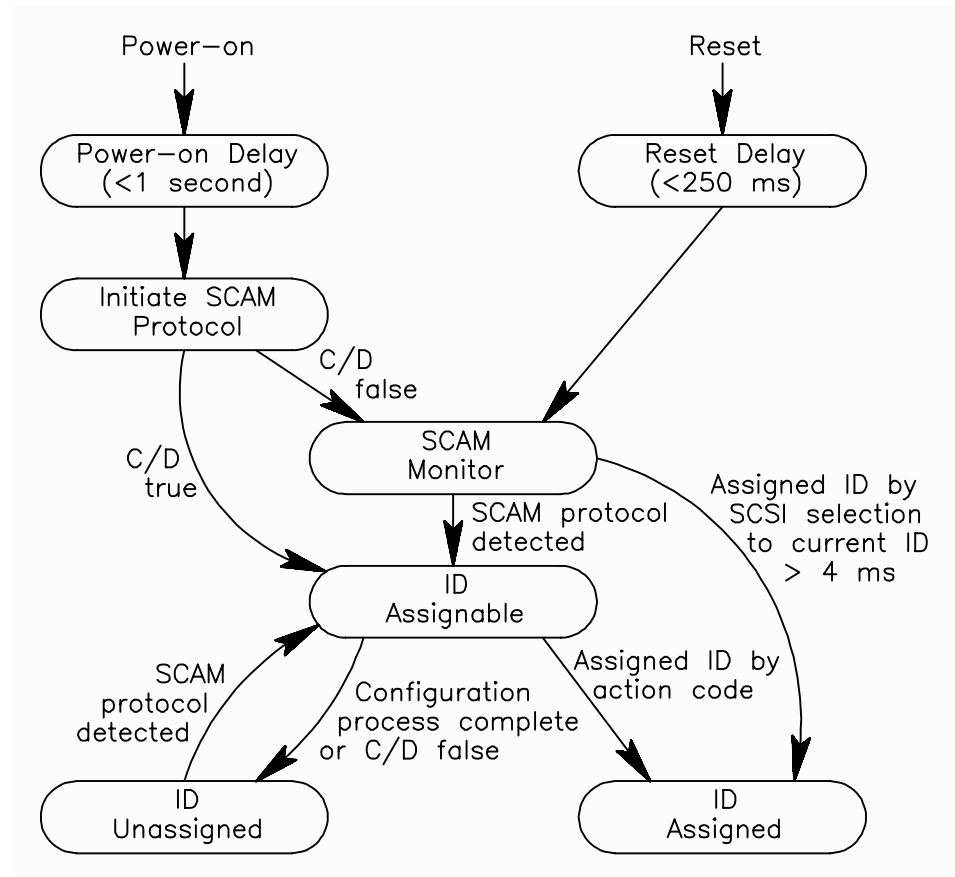 Power-on
Reset
Power-on Delay
(<1 second)
Reset Delay
(<250 ms)
Initiate SCAM
Protocol
C/D
false
SCAM
Monitor
C/D
true
Assigned ID by
SCSI selection
to current ID
> 4 ms
SCAM protocol
detected
ID
Assignable
SCAM
protocol
detected
Configuration
process complete
or C/D false
Assigned ID by
action code
ID
Unassigned
ID
Assigned